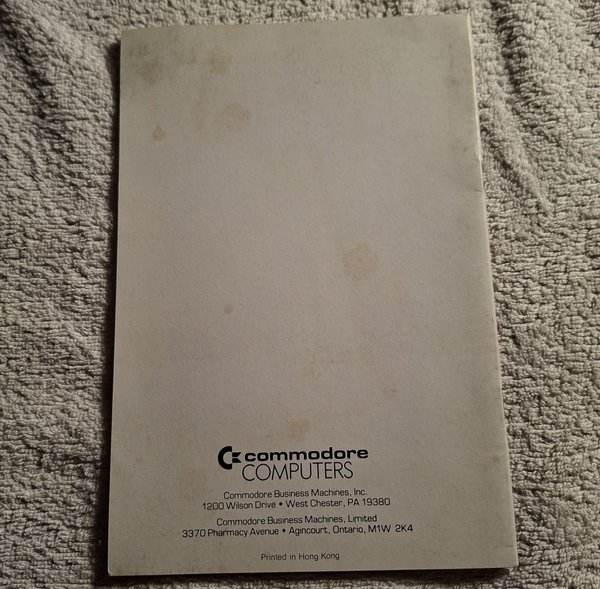 commodore
COMPUTERS
Commodore Business Machines, Inc.
1200 Wilson Drive • West Chester, PA 19380
Commodore Business Machines, Limited
3370 Pharmacy Avenue • Agincourt, Ontario, M1W 2K4
Printed in Hong Kong